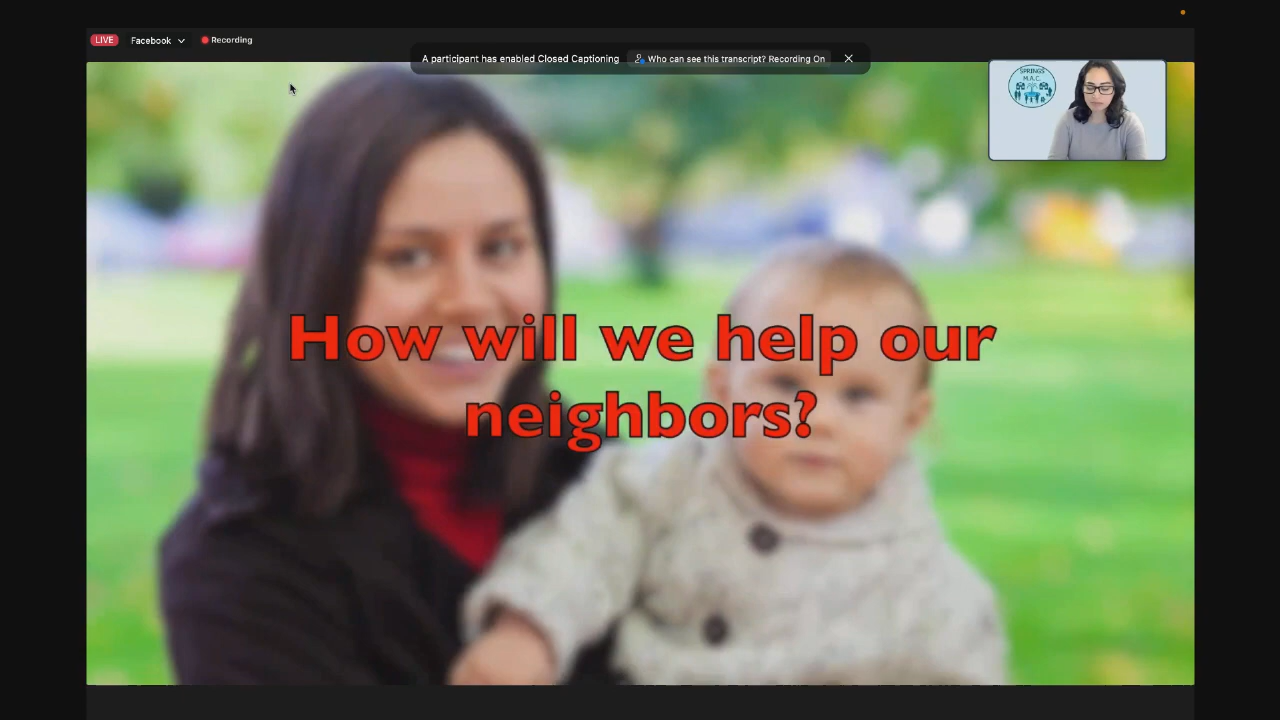 LIVE Facebook Recording
A participant has enabled Closed Captioning Who can see this transcript? Recording On
SPRINGS
M.A.C.
How will we help our
neighbors?